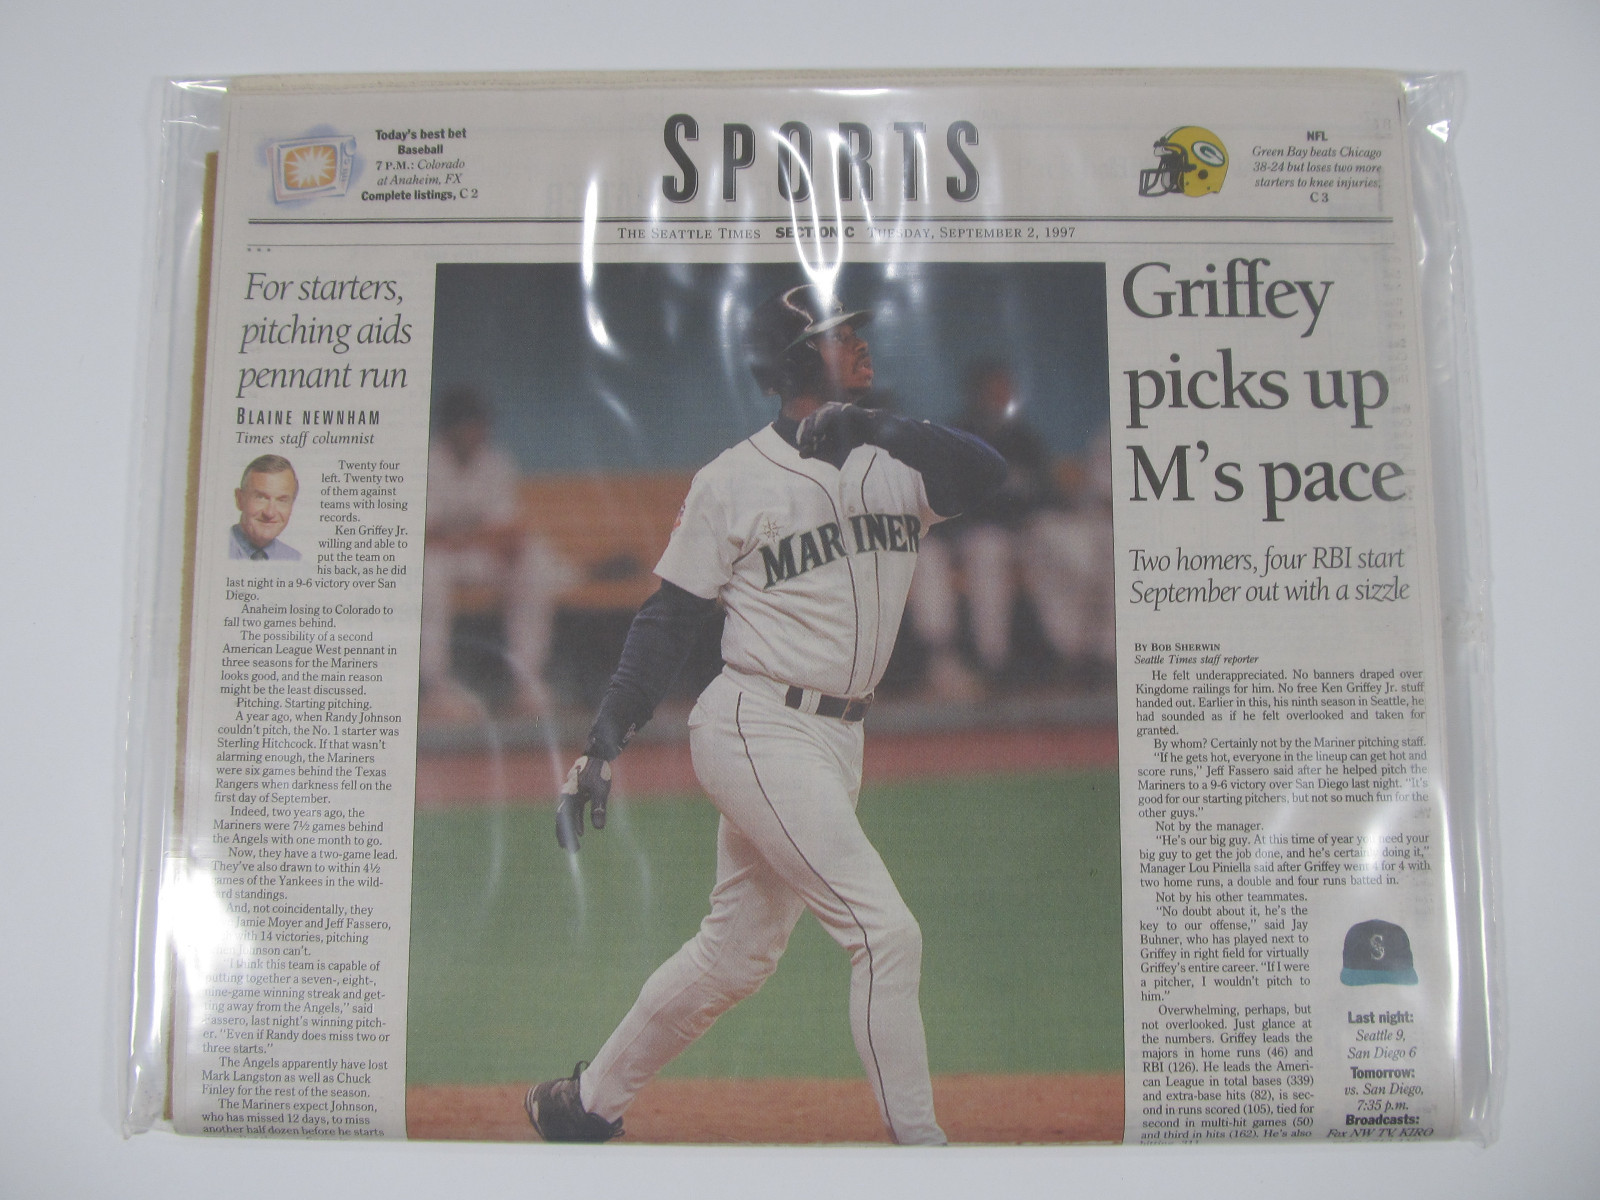 Today's best bet
Baseball
7 P.M.: Colorado
at Anaheim, FX
Complete listings, C 2
SPORTS
NFL
Green Bay beats Chicago
38-24 but loses two more
starters to knee injuries,
C 3
THE SEATTLE TIMES SECTION C TUESDAY, SEPTEMBER 2, 1997
For starters,
pitching aids
pennant run
BLAINE NEWNHAM
Times staff columnist
Twenty four
left. Twenty two
of them against
teams with losing
records.
Ken Griffey Jr.
willing and able to
put the team on
his back, as he did
last night in a 9-6 victory over San
Diego.
Anaheim losing to Colorado to
fall two games behind.
The possibility of a second
American League West pennant in
three seasons for the Mariners
looks good, and the main reason
might be the least discussed.
Pitching. Starting pitching.
A year ago, when Randy Johnson
couldn't pitch, the No. 1 starter was
Sterling Hitchcock. If that wasn't
alarming enough, the Mariners
were six games behind the Texas
Rangers when darkness fell on the
first day of September.
Indeed, two years ago, the
Mariners were 7½ games behind
the Angels with one month to go.
Now, they have a two-game lead.
They've also drawn to within 4½
games of the Yankees in the wild-
card standings.
And, not coincidentally, they
Jamie Moyer and Jeff Fassero,
with 14 victories, pitching
Johnson can't.
"I think this team is capable of
putting together a seven-, eight-,
nine-game winning streak and get-
ting away from the Angels," said
Fassero, last night's winning pitch-
er. "Even if Randy does miss two or
three starts."
The Angels apparently have lost
Mark Langston as well as Chuck
Finley for the rest of the season.
The Mariners expect Johnson,
who has missed 12 days, to miss
another half dozen before he starts
MARINER
Griffey
picks up
M's pace
Two homers, four RBI start
September out with a sizzle
BY BOB SHERWIN
Seattle Times staff reporter
He felt underappreciated. No banners draped over
Kingdome railings for him. No free Ken Griffey Jr. stuff
handed out. Earlier in this, his ninth season in Seattle, he
had sounded as if he felt overlooked and taken for
granted.
By whom? Certainly not by the Mariner pitching staff.
"If he gets hot, everyone in the lineup can get hot and
score runs," Jeff Fassero said after he helped pitch the
Mariners to a 9-6 victory over San Diego last night. "It's
good for our starting pitchers, but not so much fun for the
other guys."
Not by the manager.
"He's our big guy. At this time of year you need your
big guy to get the job done, and he's certainly doing it,"
Manager Lou Piniella said after Griffey went 4 for 4 with
two home runs, a double and four runs batted in.
Not by his other teammates.
"No doubt about it, he's the
key to our offense," said Jay
Buhner, who has played next to
Griffey in right field for virtually
Griffey's entire career. "If I were
a pitcher, I wouldn't pitch to
him."
Overwhelming, perhaps, but
not overlooked. Just glance at
the numbers. Griffey leads the
majors in home runs (46) and
RBI (126). He leads the Ameri-
can League in total bases (339)
and extra-base hits (82), is sec-
ond in runs scored (105), tied for
second in multi-hit games (50)
and third in hits (162). He's also
S
Last night:
Seattle 9,
San Diego 6
Tomorrow:
vs. San Diego,
7:35 p.m.
Broadcasts:
Fox NW TV, KIRO